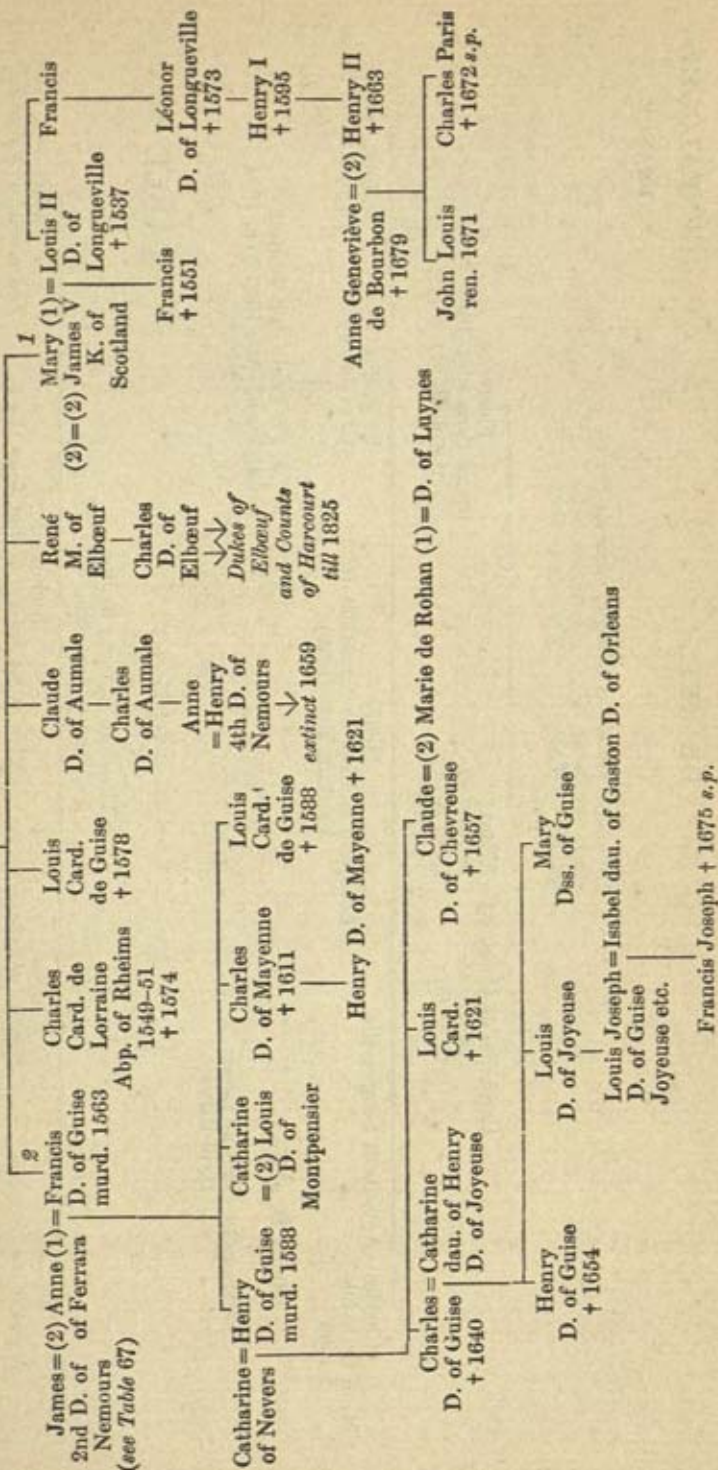 2
1
James=(2) Anne (1)=Francis
2nd D. of of Ferrara D. of Guise
Nemours murd. 1563
(see Table 67)
Charles
Card. de
Lorraine
Abp. of Rheims
1549–51
† 1574
Louis
Card.
de Guise
† 1578
Claude
D. of Aumale
Charles
D. of Aumale
Anne
=Henry
4th D. of
Nemours
extinct 1659
René
M. of
Elbœuf
Charles
D. of
Elbœuf
Dukes of
Elbœuf
and Counts
of Harcourt
till 1825
Mary (1)=Louis II
(2)=(2) James V D. of
K. of Longueville
Scotland † 1537
Francis
Francis
† 1551
Léonor
D. of Longueville
† 1573
Henry I
† 1595
Anne Geneviève=(2) Henry II
de Bourbon † 1663
† 1679
John Louis
ren. 1671
Charles Paris
† 1672 s.p.
Catharine=Henry
of Nevers D. of Guise
murd. 1588
Catharine
=(2) Louis
D. of
Montpensier
Charles
D. of Mayenne
† 1611
Louis
Card.
de Guise
† 1588
Henry D. of Mayenne † 1621
Charles=Catharine
D. of Guise dau. of Henry
† 1640 D. of Joyeuse
Louis
Card.
† 1621
Claude=(2) Marie de Rohan (1)=D. of Luynes
D. of Chevreuse
† 1657
Henry
D. of Guise
† 1654
Louis
D. of Joyeuse
Mary
Dss. of Guise
Louis Joseph=Isabel dau. of Gaston D. of Orleans
D. of Guise
Joyeuse etc.
Francis Joseph † 1675 s.p.